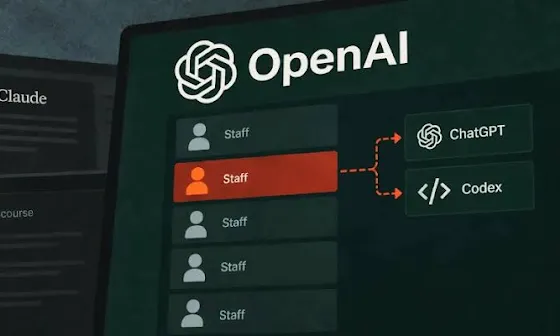 Claude
course
OpenAI
Staff
Staff
Staff
Staff
Staff
ChatGPT
</> Codex